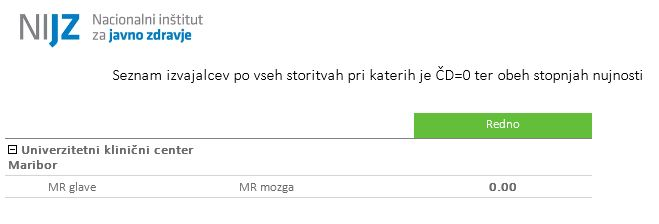 NIJZ Nacionalni inštitut
za javno zdravje
Seznam izvajalcev po vseh storitvah pri katerih je ČD=0 ter obeh stopnjah nujnosti
Redno
Univerzitetni klinični center
Maribor
MR glave MR mozga 0.00